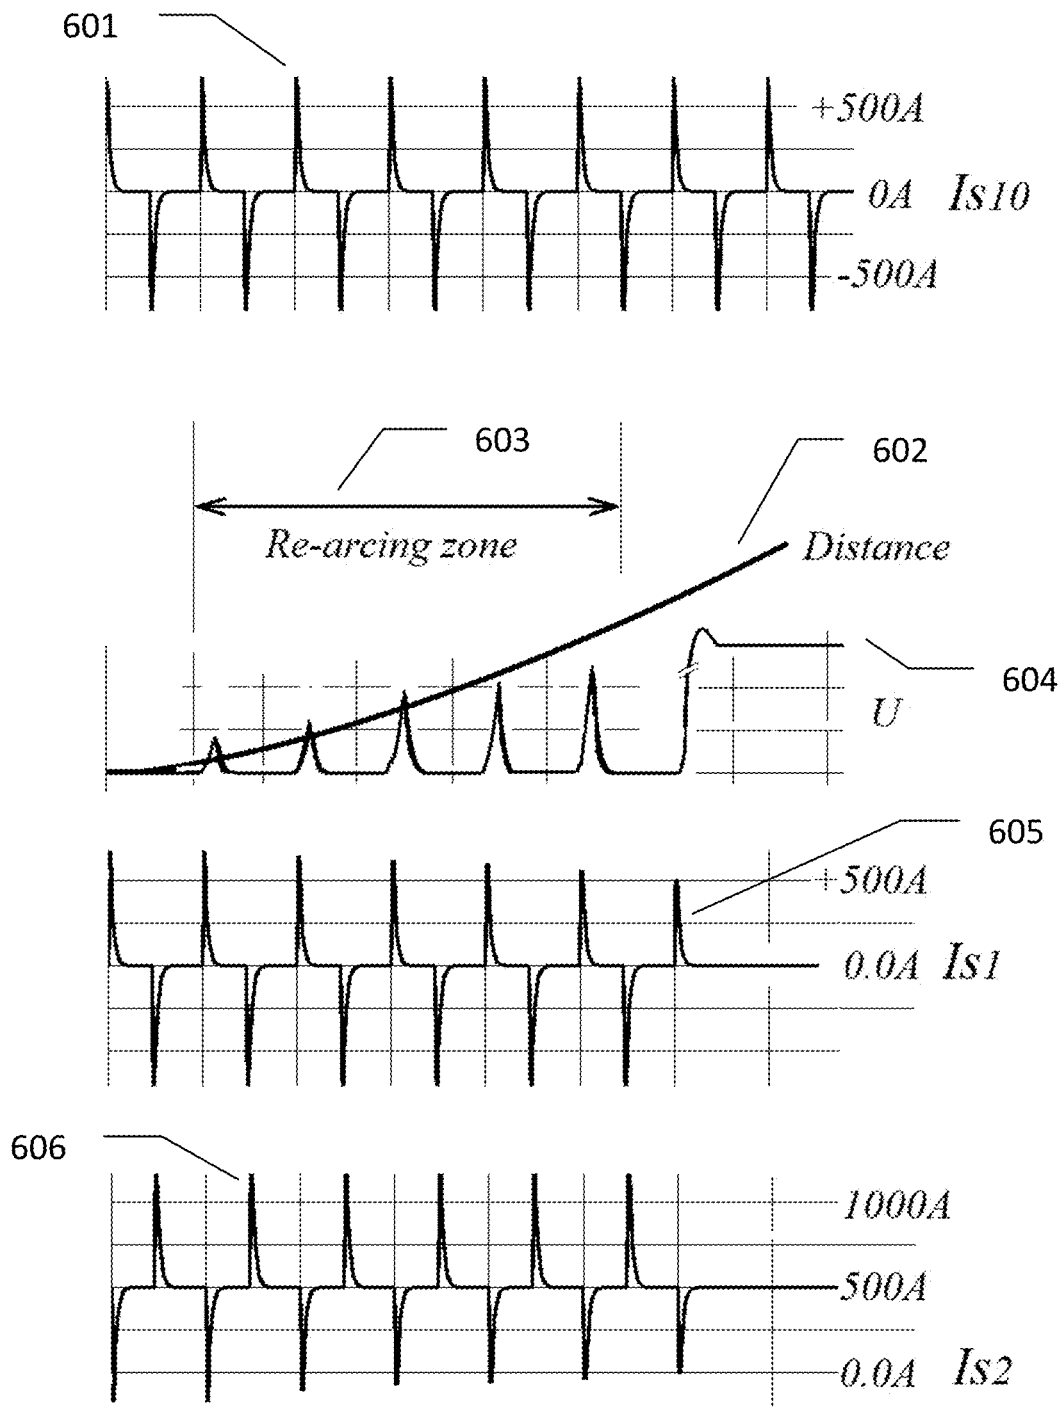 601
+500A
0A Is10
-500A
603
602
Re-arcing zone
Distance
604
U
605
+500A
0.0A Is1
606
1000A
500A
0.0A Is2